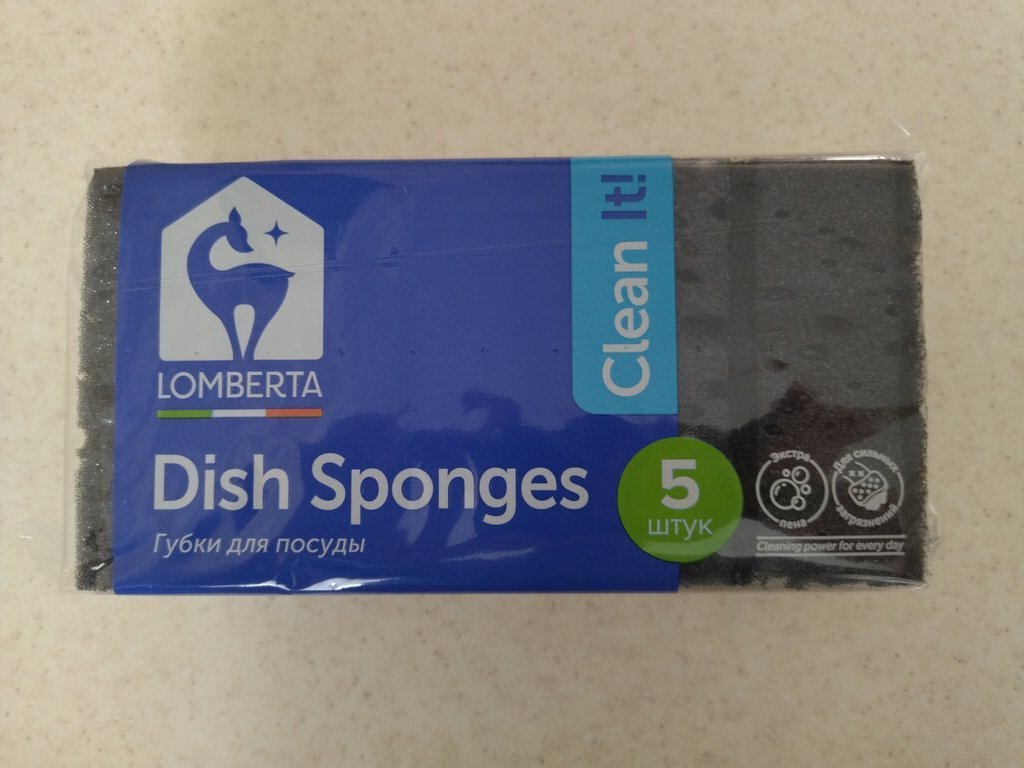 LOMBERTA
Clean It!
Dish Sponges
Губки для посуды
5
штук
Экстра
пена
Для сильных
загрязнений
Cleaning power for every day